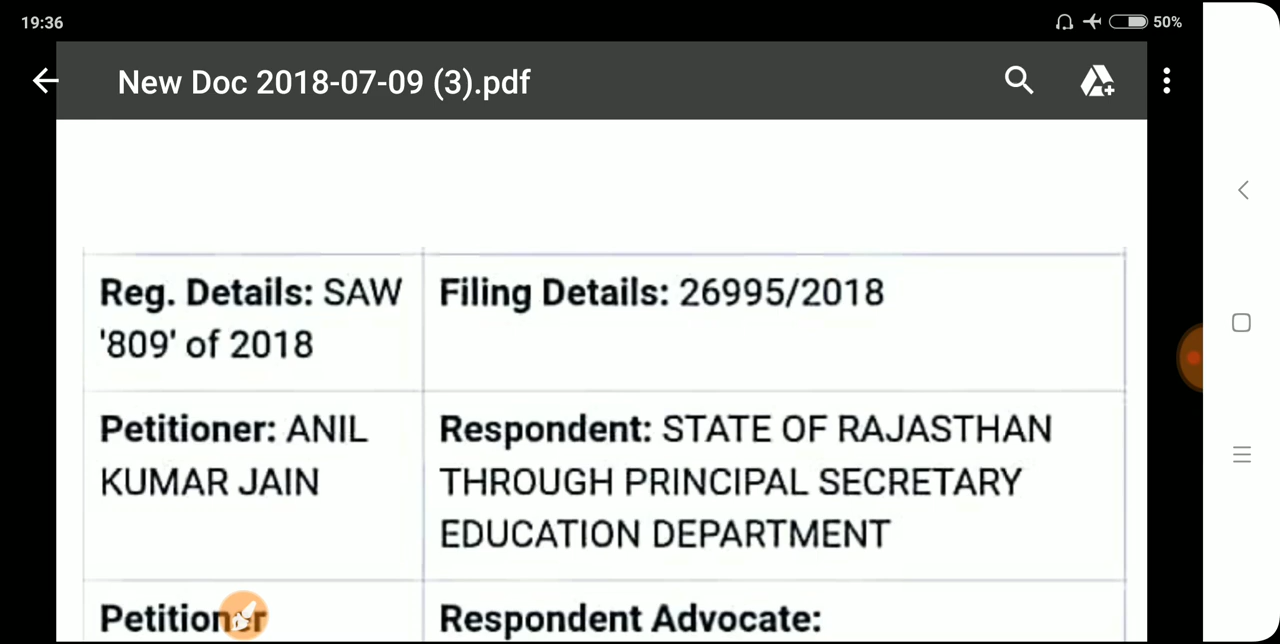 19:36
50%
New Doc 2018-07-09 (3).pdf
Reg. Details: SAW
'809' of 2018
Filing Details: 26995/2018
Petitioner: ANIL
KUMAR JAIN
Respondent: STATE OF RAJASTHAN
THROUGH PRINCIPAL SECRETARY
EDUCATION DEPARTMENT
Petitioner
Respondent Advocate: